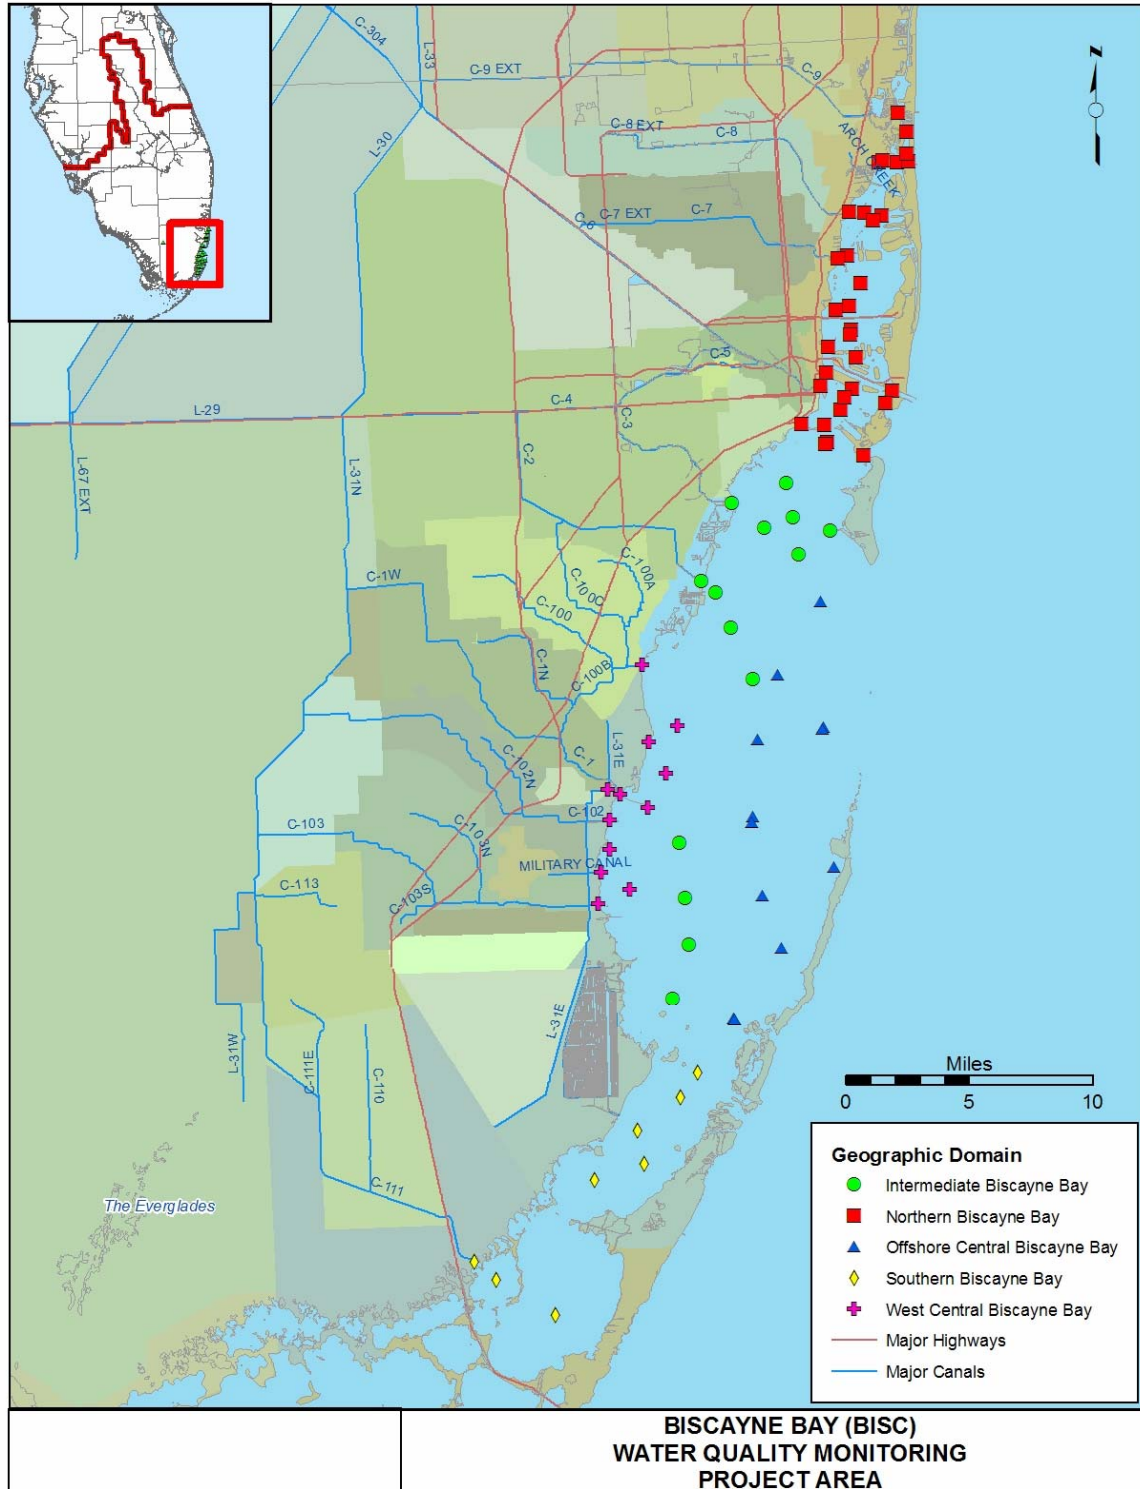 C-304
L-33
C-9 EXT
C-9
C-8 EXT
C-8
ARCH CREEK
L-30
C-7 EXT
C-7
C-6
C-5
L-29
C-4
C-3
C-2
L-67 EXT
L-31N
C-1W
C-100A
C-100C
C-100
C-1N
C-100B
L-31E
C-1
C-102N
C-102
C-103
C-103N
MILITARY CANAL
C-113
C-103S
L-31E
L-31W
C-111E
C-110
C-111
The Everglades
N
Miles
0 5 10
Geographic Domain
Intermediate Biscayne Bay
Northern Biscayne Bay
Offshore Central Biscayne Bay
Southern Biscayne Bay
West Central Biscayne Bay
Major Highways
Major Canals
BISCAYNE BAY (BISC)
WATER QUALITY MONITORING
PROJECT AREA